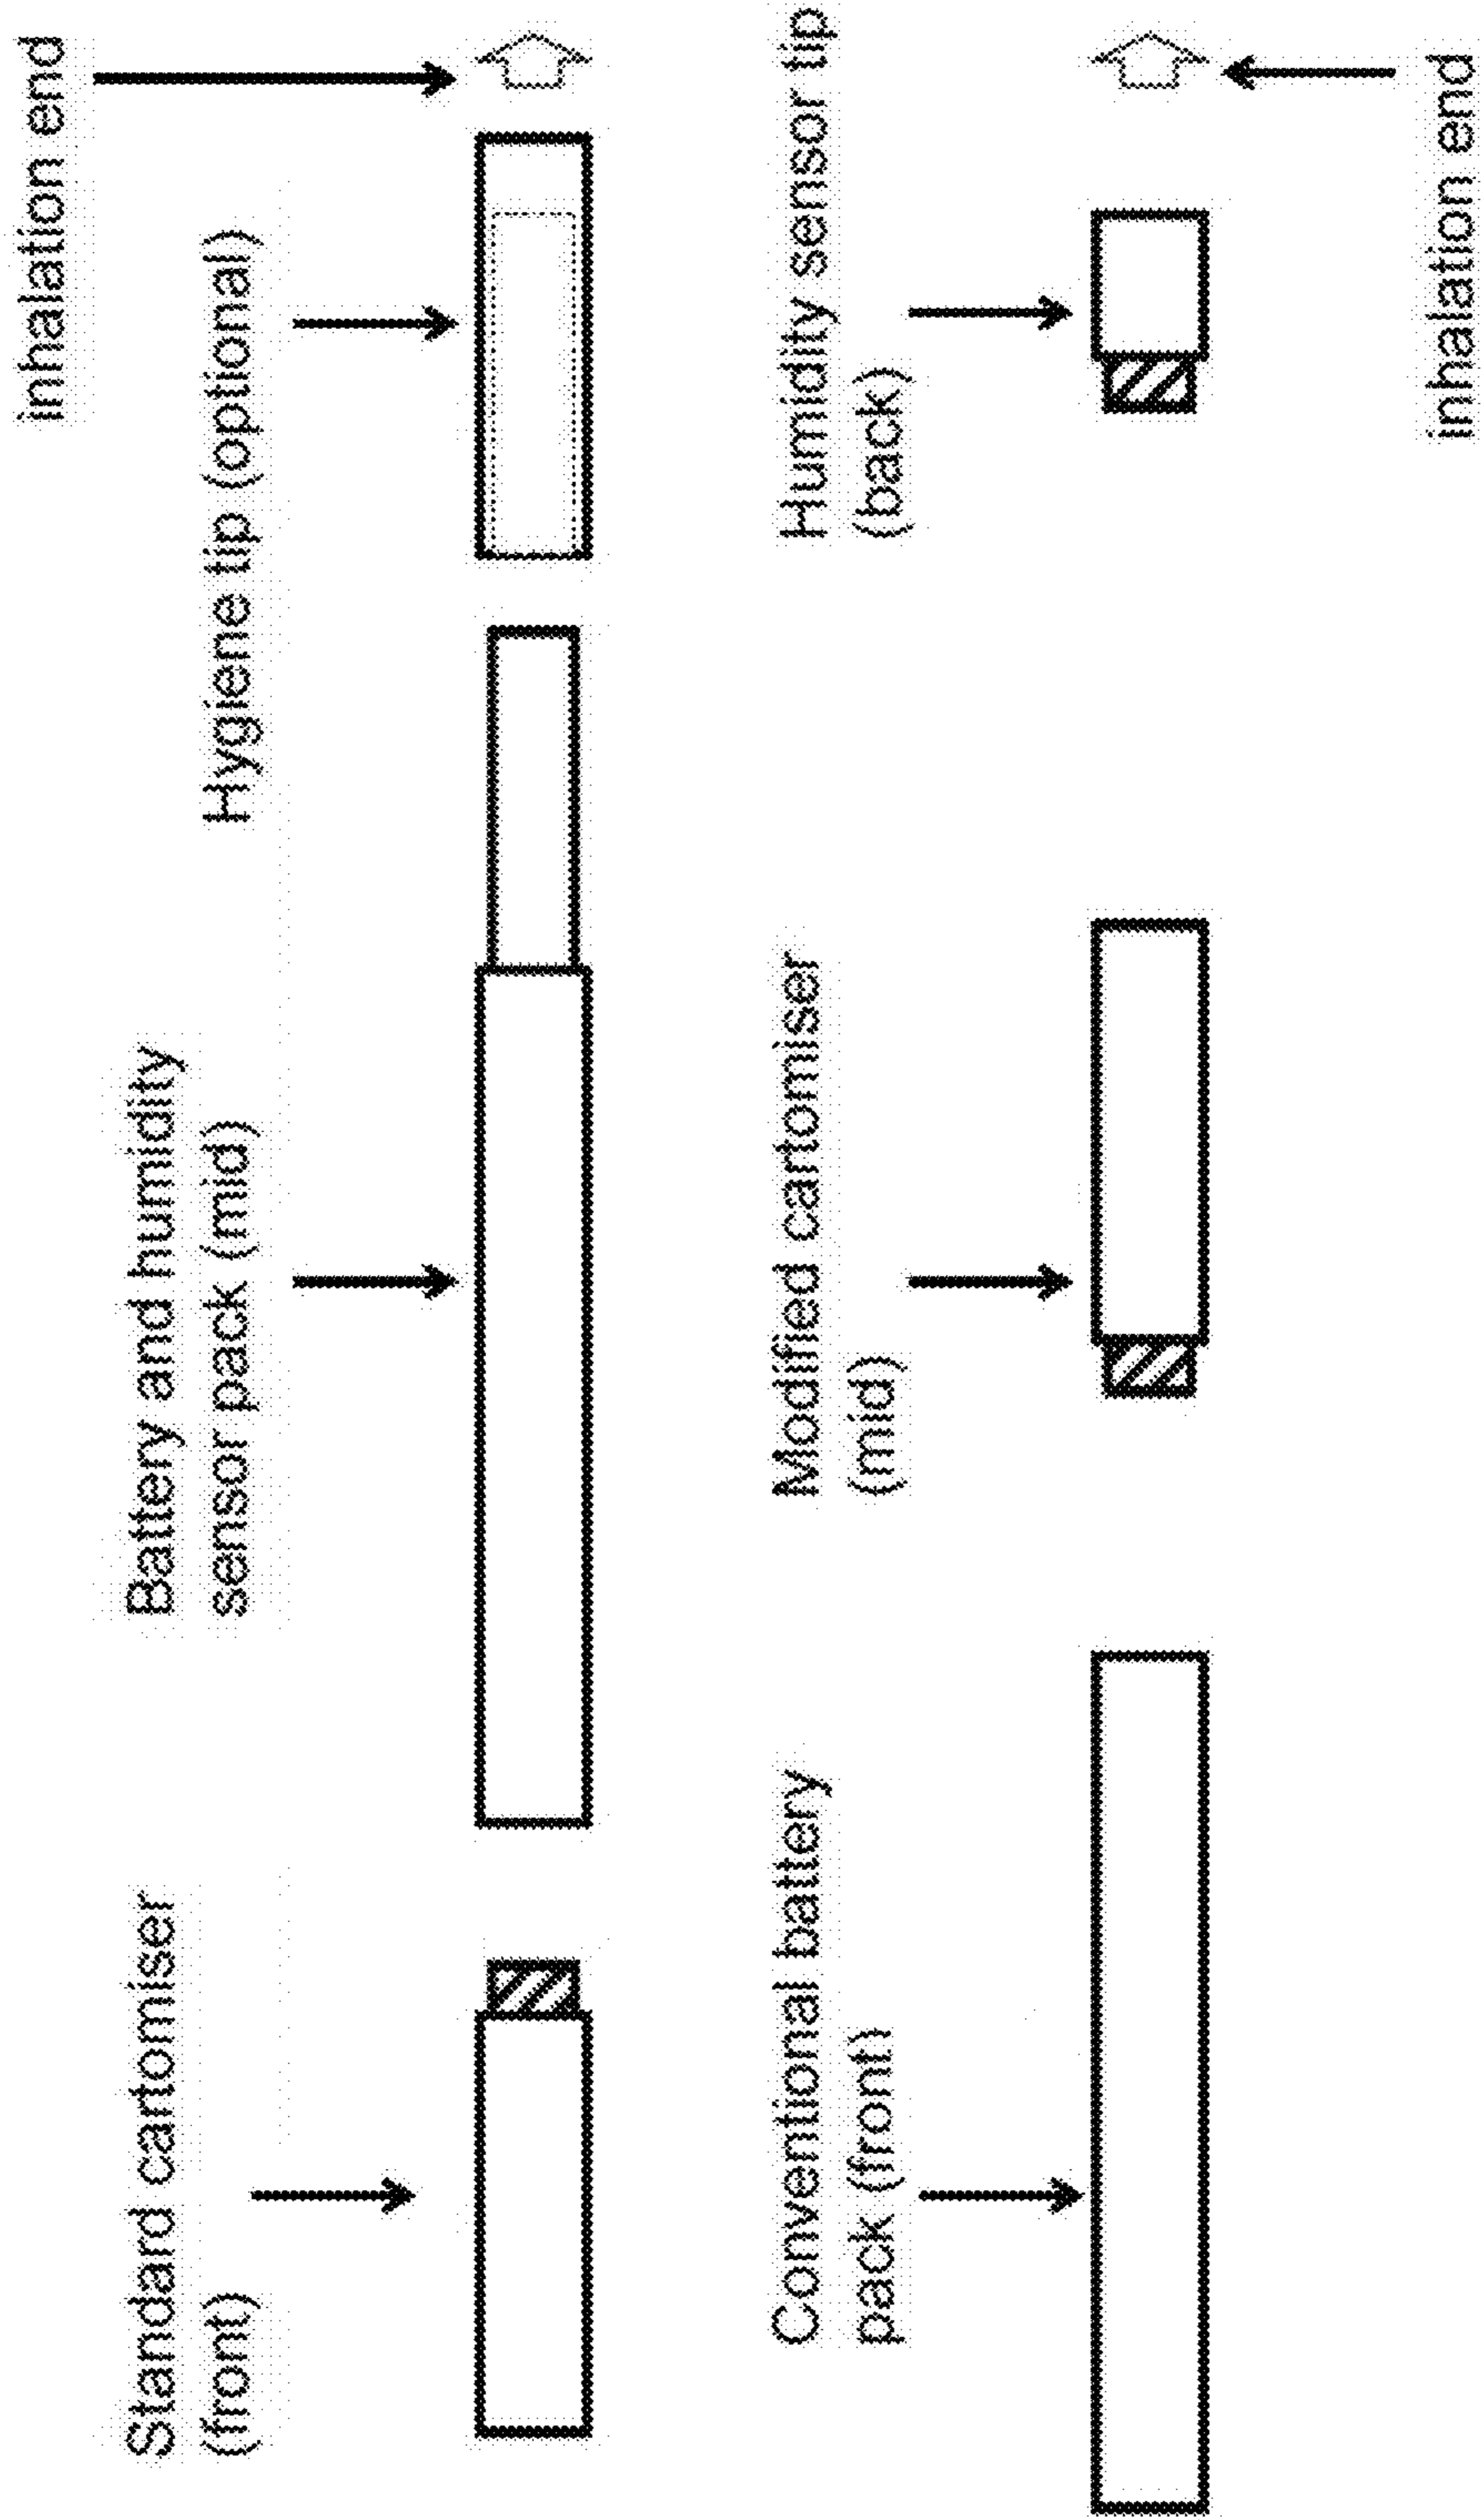 inhalation end
Hygiene tip (optional)
Battery and humidity
sensor pack (mid)
Standard cartomiser
(front)
Humidity sensor tip
(back)
Modified cartomiser
(mid)
Conventional battery
pack (front)
inhalation end